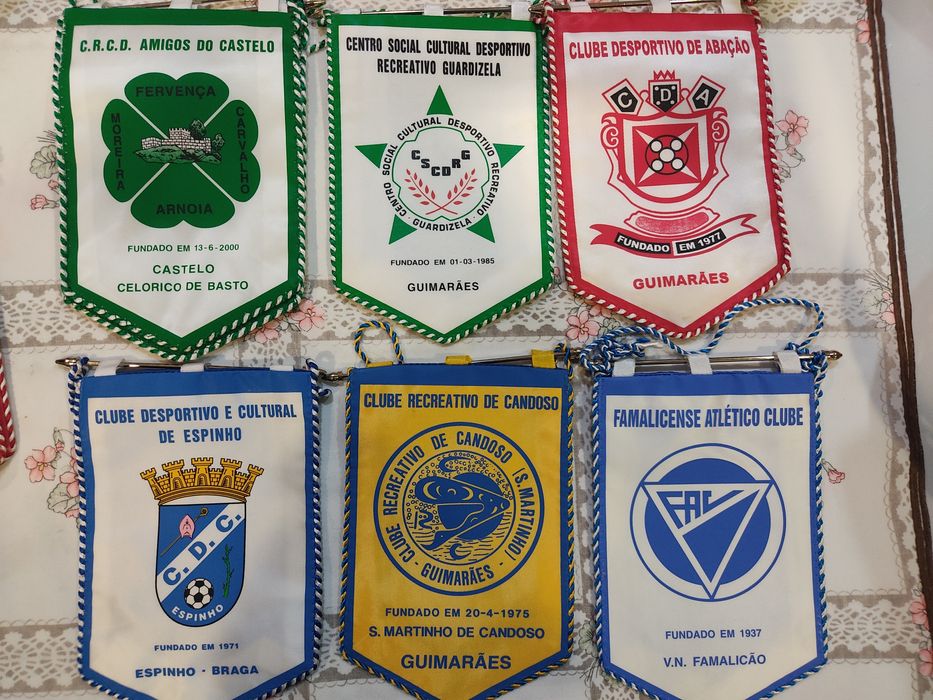 C.R.C.D. AMIGOS DO CASTELO
FERVENÇA
MOREIRA
CARVALHO
ARNOIA
FUNDADO EM 13-6-2000
CASTELO
CELORICO DE BASTO
CENTRO SOCIAL CULTURAL DESPORTIVO
RECREATIVO GUARDIZELA
CENTRO SOCIAL CULTURAL DESPORTIVO RECREATIVO
· GUARDIZELA ·
CSCDRG
FUNDADO EM 01-03-1985
GUIMARÃES
CLUBE DESPORTIVO DE ABAÇÃO
C.D.A
FUNDADO EM 1977
GUIMARÃES
CLUBE DESPORTIVO E CULTURAL
DE ESPINHO
C. D. C.
ESPINHO
FUNDADO EM 1971
ESPINHO - BRAGA
CLUBE RECREATIVO DE CANDOSO
CLUBE RECREATIVO DE CANDOSO (S. MARTINHO)
- GUIMARÃES -
FUNDADO EM 20-4-1975
S. MARTINHO DE CANDOSO
GUIMARÃES
FAMALICENSE ATLÉTICO CLUBE
FAC
FUNDADO EM 1937
V.N. FAMALICÃO